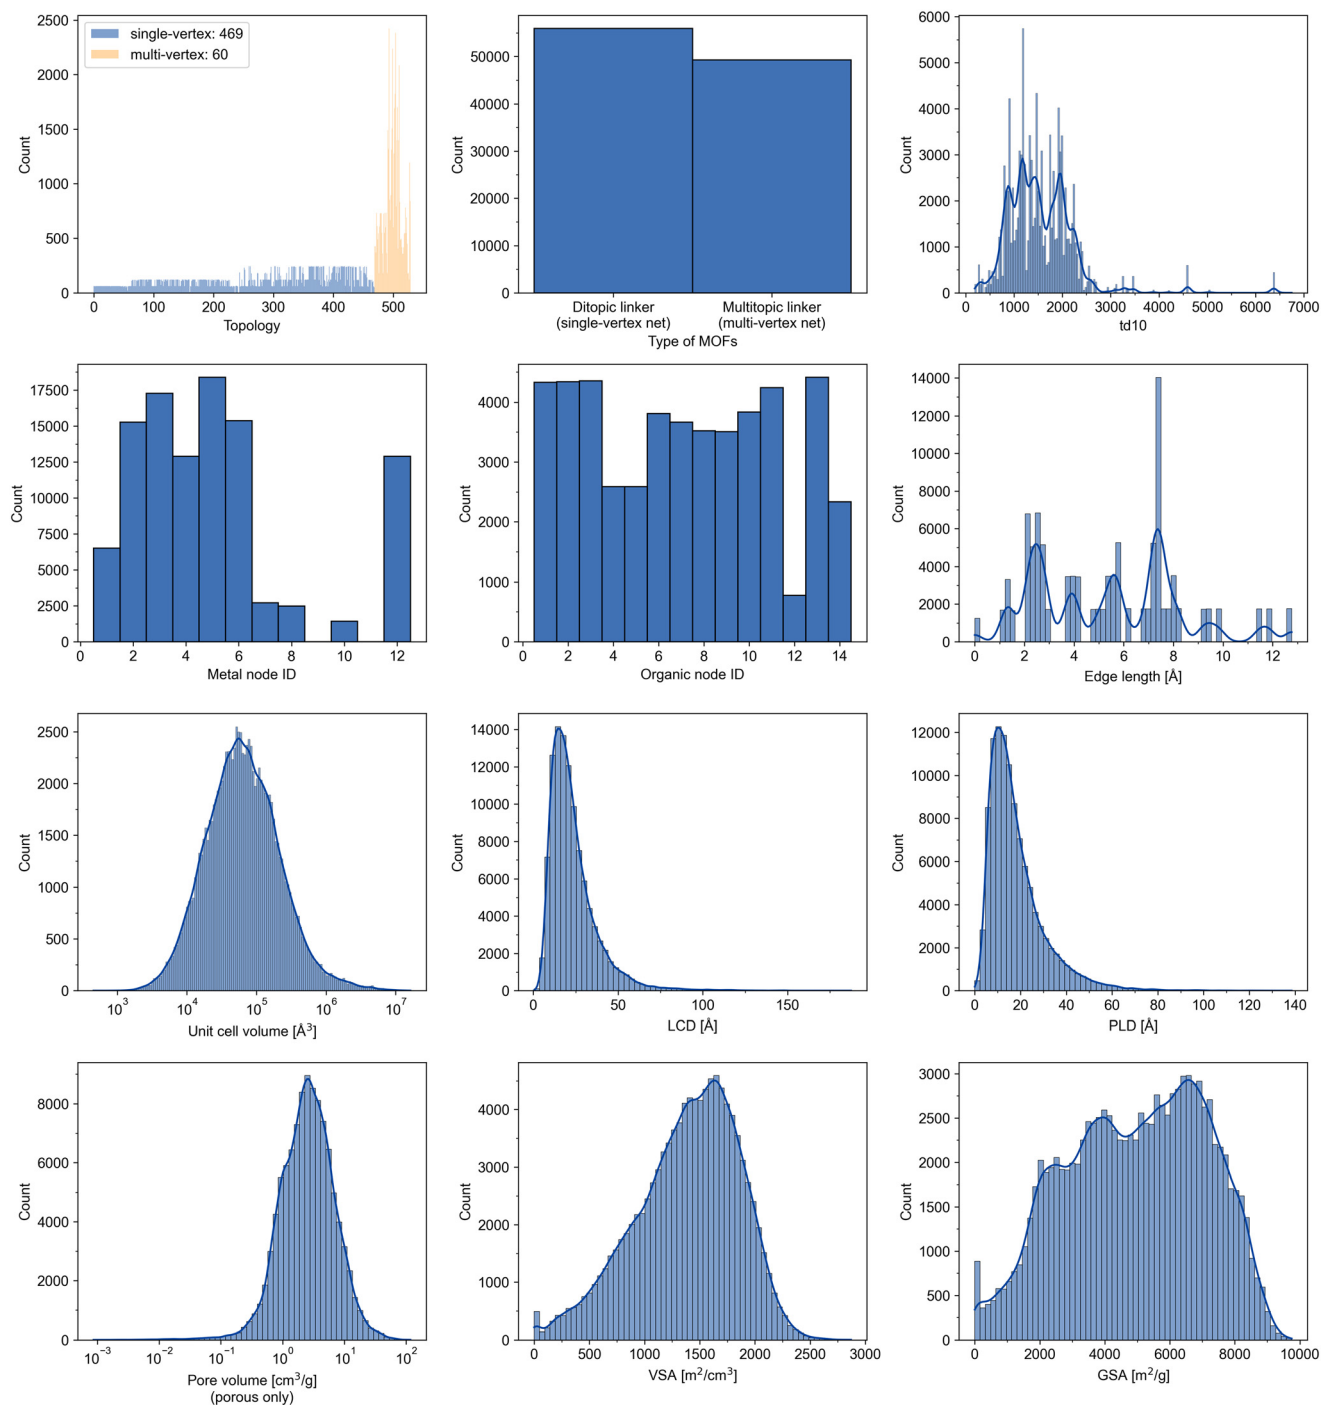 2500
2000
1500
1000
500
0
Count
single-vertex: 469
multi-vertex: 60
0 100 200 300 400 500
Topology
50000
40000
30000
20000
10000
0
Count
Ditopic linker
(single-vertex net)
Multitopic linker
(multi-vertex net)
Type of MOFs
6000
5000
4000
3000
2000
1000
0
Count
0 1000 2000 3000 4000 5000 6000 7000
td10
17500
15000
12500
10000
7500
5000
2500
0
Count
2 4 6 8 10 12
Metal node ID
4000
3000
2000
1000
0
Count
2 4 6 8 10 12 14
Organic node ID
14000
12000
10000
8000
6000
4000
2000
0
Count
0 2 4 6 8 10 12
Edge length [Å]
2500
2000
1500
1000
500
0
Count
10³ 10⁴ 10⁵ 10⁶ 10⁷
Unit cell volume [Å³]
14000
12000
10000
8000
6000
4000
2000
0
Count
0 50 100 150
LCD [Å]
12000
10000
8000
6000
4000
2000
0
Count
0 20 40 60 80 100 120 140
PLD [Å]
8000
6000
4000
2000
0
Count
10⁻³ 10⁻² 10⁻¹ 10⁰ 10¹ 10²
Pore volume [cm³/g]
(porous only)
4000
3000
2000
1000
0
Count
0 500 1000 1500 2000 2500 3000
VSA [m²/cm³]
3000
2500
2000
1500
1000
500
0
Count
0 2000 4000 6000 8000 10000
GSA [m²/g]